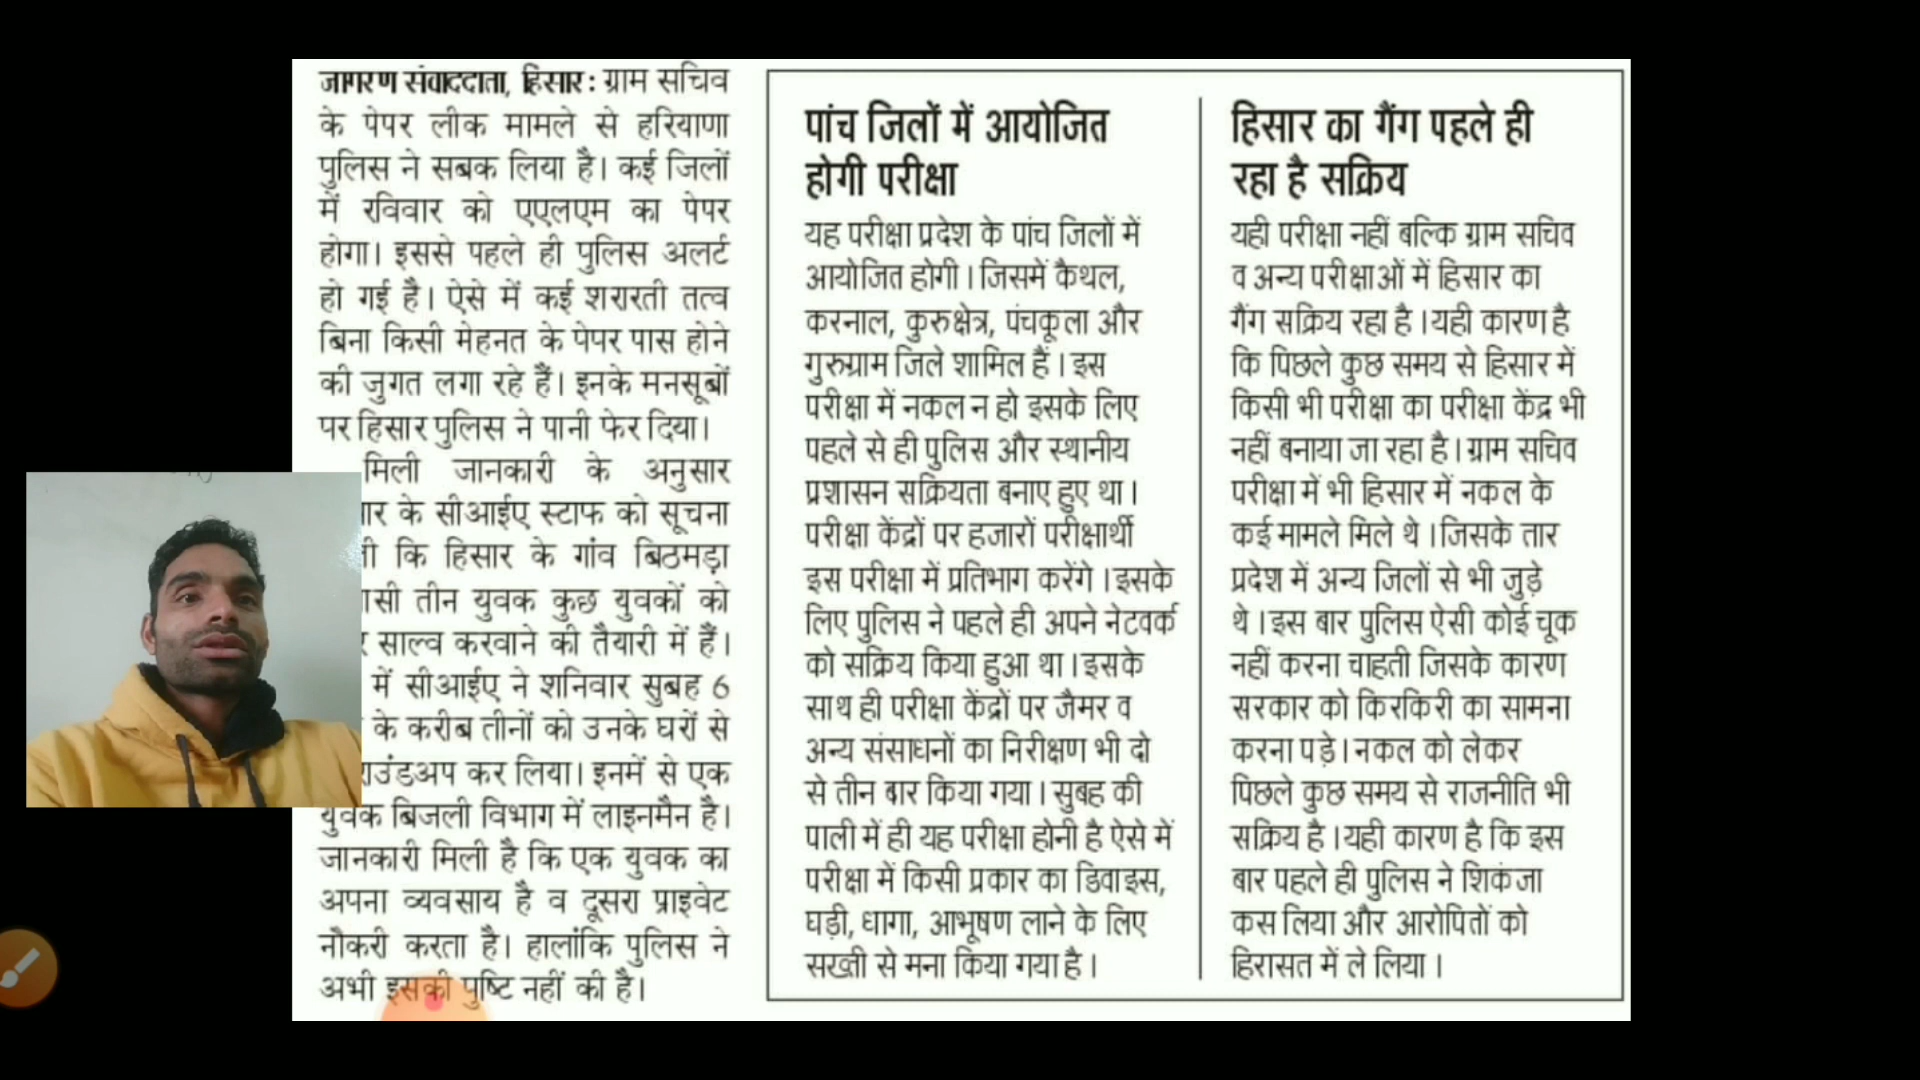 जागरण संवाददाता, हिसार: ग्राम सचिव
के पेपर लीक मामले से हरियाणा
पुलिस ने सबक लिया है। कई जिलों
में रविवार को एएलएम का पेपर
होगा। इससे पहले ही पुलिस अलर्ट
हो गई है। ऐसे में कई शरारती तत्व
बिना किसी मेहनत के पेपर पास होने
की जुगत लगा रहे हैं। इनके मनसूबों
पर हिसार पुलिस ने पानी फेर दिया।
मिली जानकारी के अनुसार
के सीआईए स्टाफ को सूचना
कि हिसार के गांव बिठमड़ा
तीन युवक कुछ युवकों को
साल्व करवाने की तैयारी में हैं।
में सीआईए ने शनिवार सुबह 6
के करीब तीनों को उनके घरों से
कर लिया। इनमें से एक
युवक बिजली विभाग में लाइनमैन है।
जानकारी मिली है कि एक युवक का
अपना व्यवसाय है व दूसरा प्राइवेट
नौकरी करता है। हालांकि पुलिस ने
अभी इसकी पुष्टि नहीं की है।
पांच जिलों में आयोजित
होगी परीक्षा
यह परीक्षा प्रदेश के पांच जिलों में
आयोजित होगी। जिसमें कैथल,
करनाल, कुरुक्षेत्र, पंचकूला और
गुरुग्राम जिले शामिल हैं। इस
परीक्षा में नकल न हो इसके लिए
पहले से ही पुलिस और स्थानीय
प्रशासन सक्रियता बनाए हुए था।
परीक्षा केंद्रों पर हजारों परीक्षार्थी
इस परीक्षा में प्रतिभाग करेंगे। इसके
लिए पुलिस ने पहले ही अपने नेटवर्क
को सक्रिय किया हुआ था। इसके
साथ ही परीक्षा केंद्रों पर जैमर व
अन्य संसाधनों का निरीक्षण भी दो
से तीन बार किया गया। सुबह की
पाली में ही यह परीक्षा होनी है ऐसे में
परीक्षा में किसी प्रकार का डिवाइस,
घड़ी, धागा, आभूषण लाने के लिए
सख्ती से मना किया गया है।
हिसार का गैंग पहले ही
रहा है सक्रिय
यही परीक्षा नहीं बल्कि ग्राम सचिव
व अन्य परीक्षाओं में हिसार का
गैंग सक्रिय रहा है। यही कारण है
कि पिछले कुछ समय से हिसार में
किसी भी परीक्षा का परीक्षा केंद्र भी
नहीं बनाया जा रहा है। ग्राम सचिव
परीक्षा में भी हिसार में नकल के
कई मामले मिले थे। जिसके तार
प्रदेश में अन्य जिलों से भी जुड़े
थे। इस बार पुलिस ऐसी कोई चूक
नहीं करना चाहती जिसके कारण
सरकार को किरकिरी का सामना
करना पड़े। नकल को लेकर
पिछले कुछ समय से राजनीति भी
सक्रिय है। यही कारण है कि इस
बार पहले ही पुलिस ने शिकंजा
कस लिया और आरोपितों को
हिरासत में ले लिया।